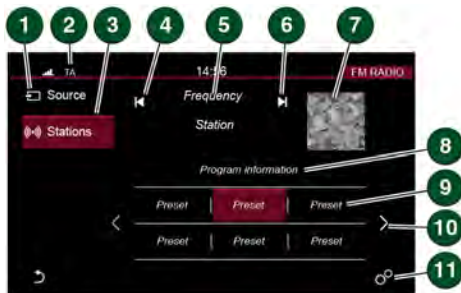 1 2 3 4 5 6 7
TA 14:56 FM RADIO
Source Frequency
Stations Station
8
Program information
9
Preset Preset Preset
10
Preset Preset Preset
11